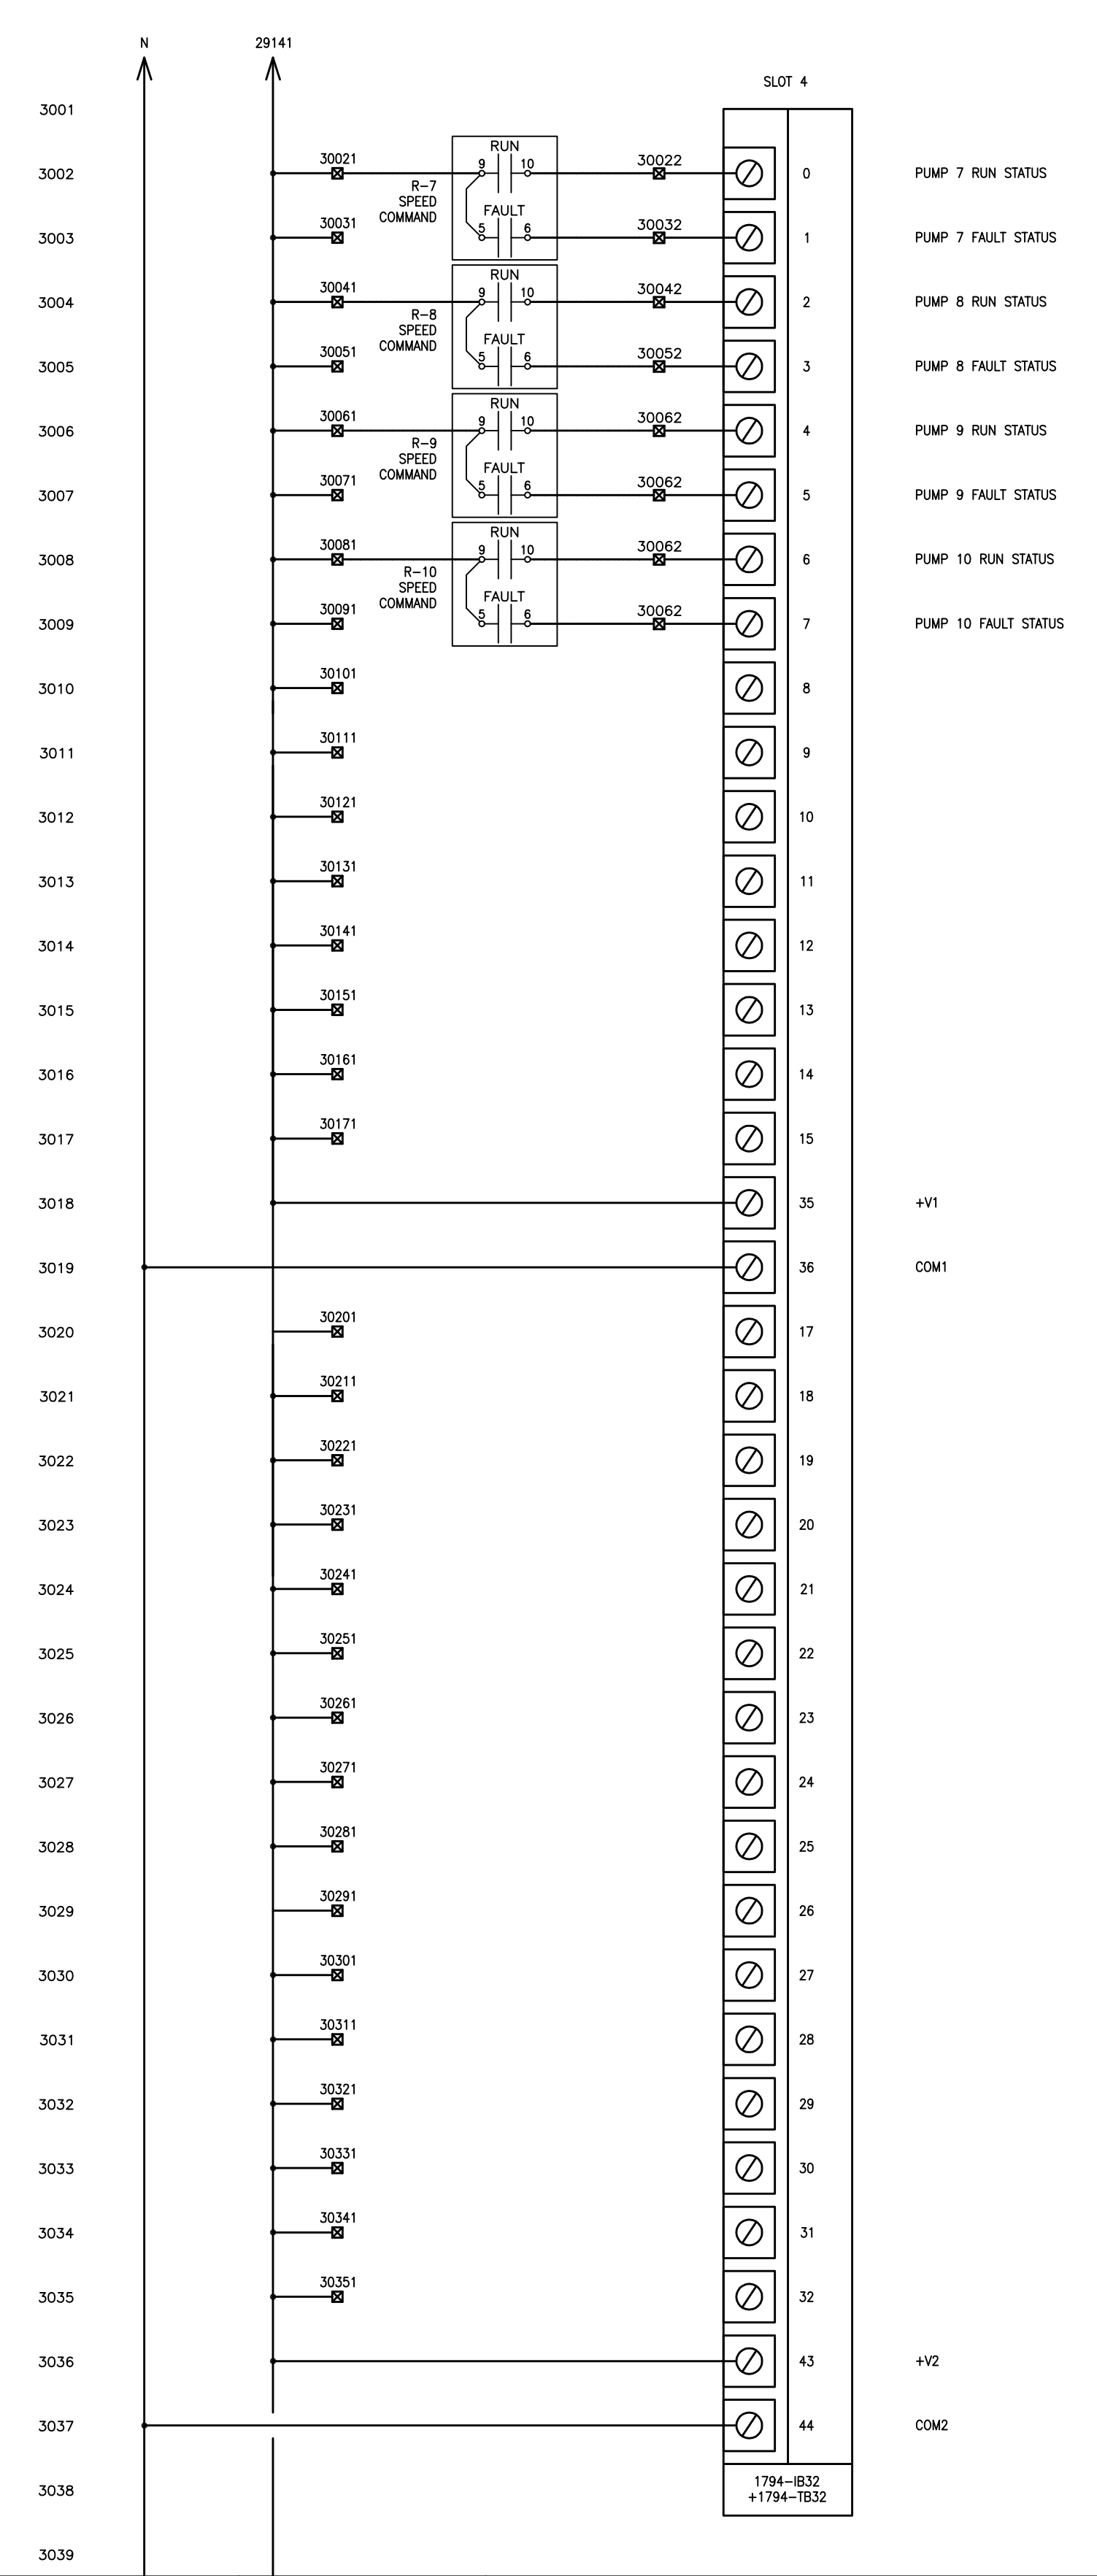 N 29141
SLOT 4
3001
RUN
3002 30021 9 10 30022 0 PUMP 7 RUN STATUS
R-7
SPEED
COMMAND
FAULT
3003 30031 5 6 30032 1 PUMP 7 FAULT STATUS
RUN
3004 30041 9 10 30042 2 PUMP 8 RUN STATUS
R-8
SPEED
COMMAND
FAULT
3005 30051 5 6 30052 3 PUMP 8 FAULT STATUS
RUN
3006 30061 9 10 30062 4 PUMP 9 RUN STATUS
R-9
SPEED
COMMAND
FAULT
3007 30071 5 6 30062 5 PUMP 9 FAULT STATUS
RUN
3008 30081 9 10 30062 6 PUMP 10 RUN STATUS
R-10
SPEED
COMMAND
FAULT
3009 30091 5 6 30062 7 PUMP 10 FAULT STATUS
3010 30101 8
3011 30111 9
3012 30121 10
3013 30131 11
3014 30141 12
3015 30151 13
3016 30161 14
3017 30171 15
3018 35 +V1
3019 36 COM1
3020 30201 17
3021 30211 18
3022 30221 19
3023 30231 20
3024 30241 21
3025 30251 22
3026 30261 23
3027 30271 24
3028 30281 25
3029 30291 26
3030 30301 27
3031 30311 28
3032 30321 29
3033 30331 30
3034 30341 31
3035 30351 32
3036 43 +V2
3037 44 COM2
3038
1794-IB32
+1794-TB32
3039